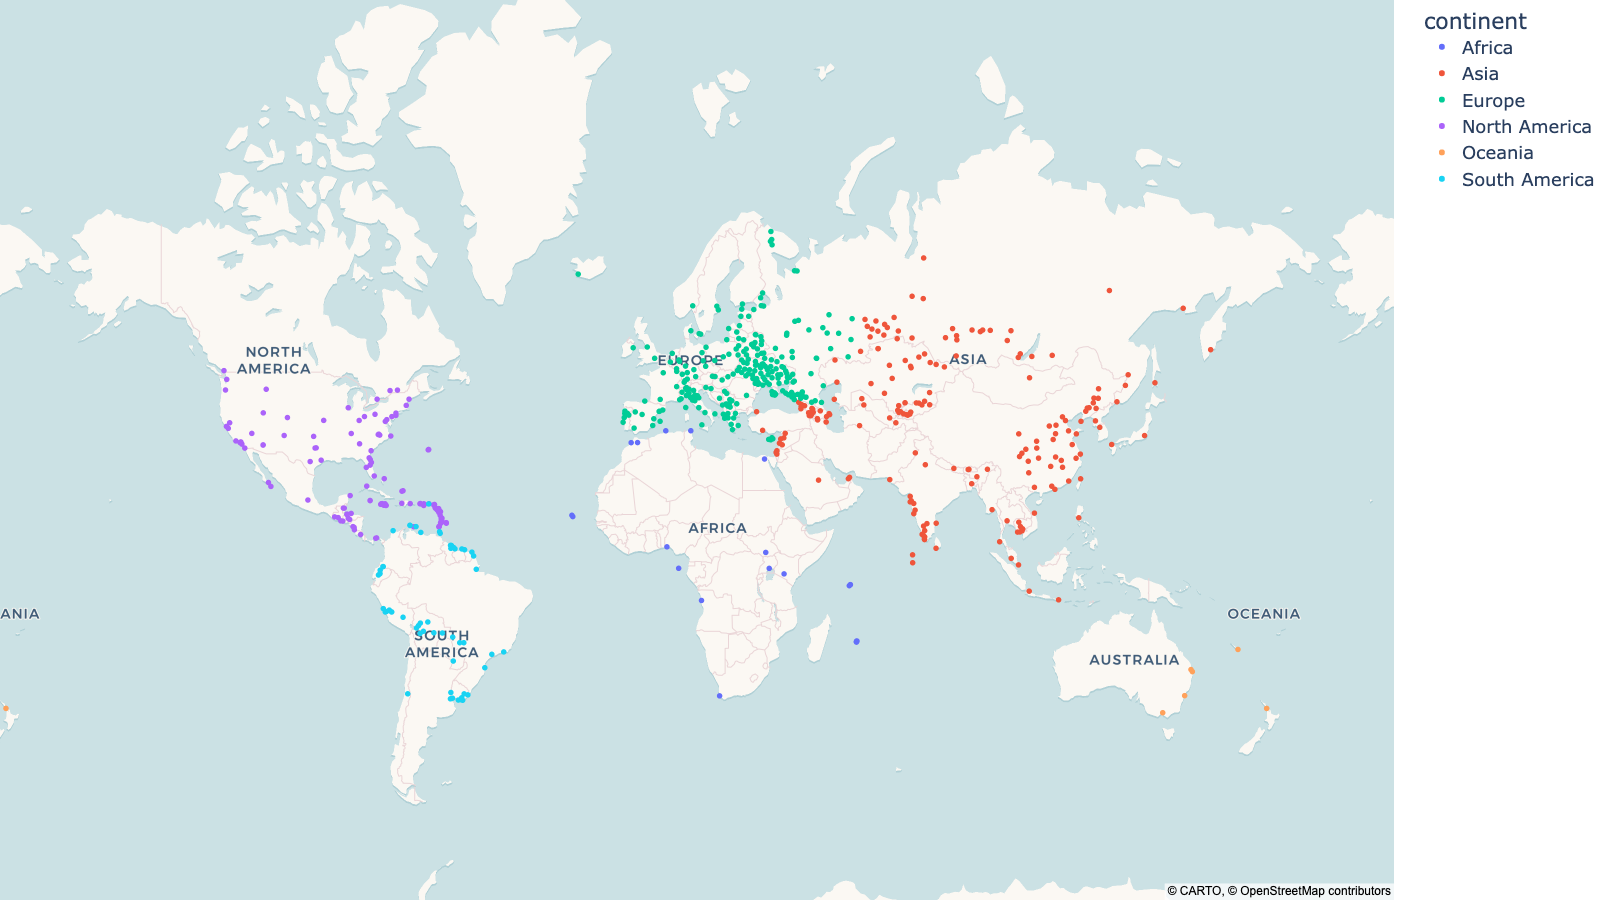 continent
Africa
Asia
Europe
North America
Oceania
South America
NORTH
AMERICA
EUROPE
ASIA
AFRICA
ANIA
OCEANIA
SOUTH
AMERICA
AUSTRALIA
© CARTO, © OpenStreetMap contributors